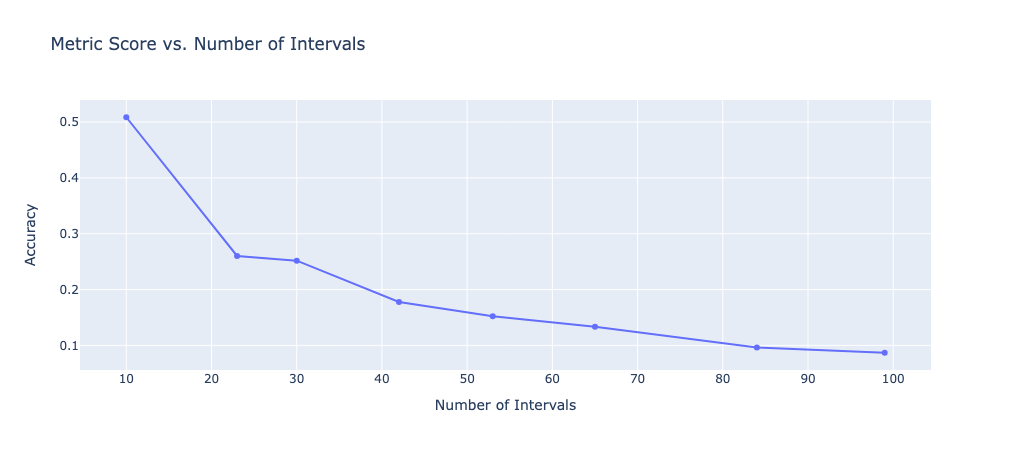 Metric Score vs. Number of Intervals
0.5
0.4
0.3
0.2
0.1
Accuracy
10 20 30 40 50 60 70 80 90 100
Number of Intervals